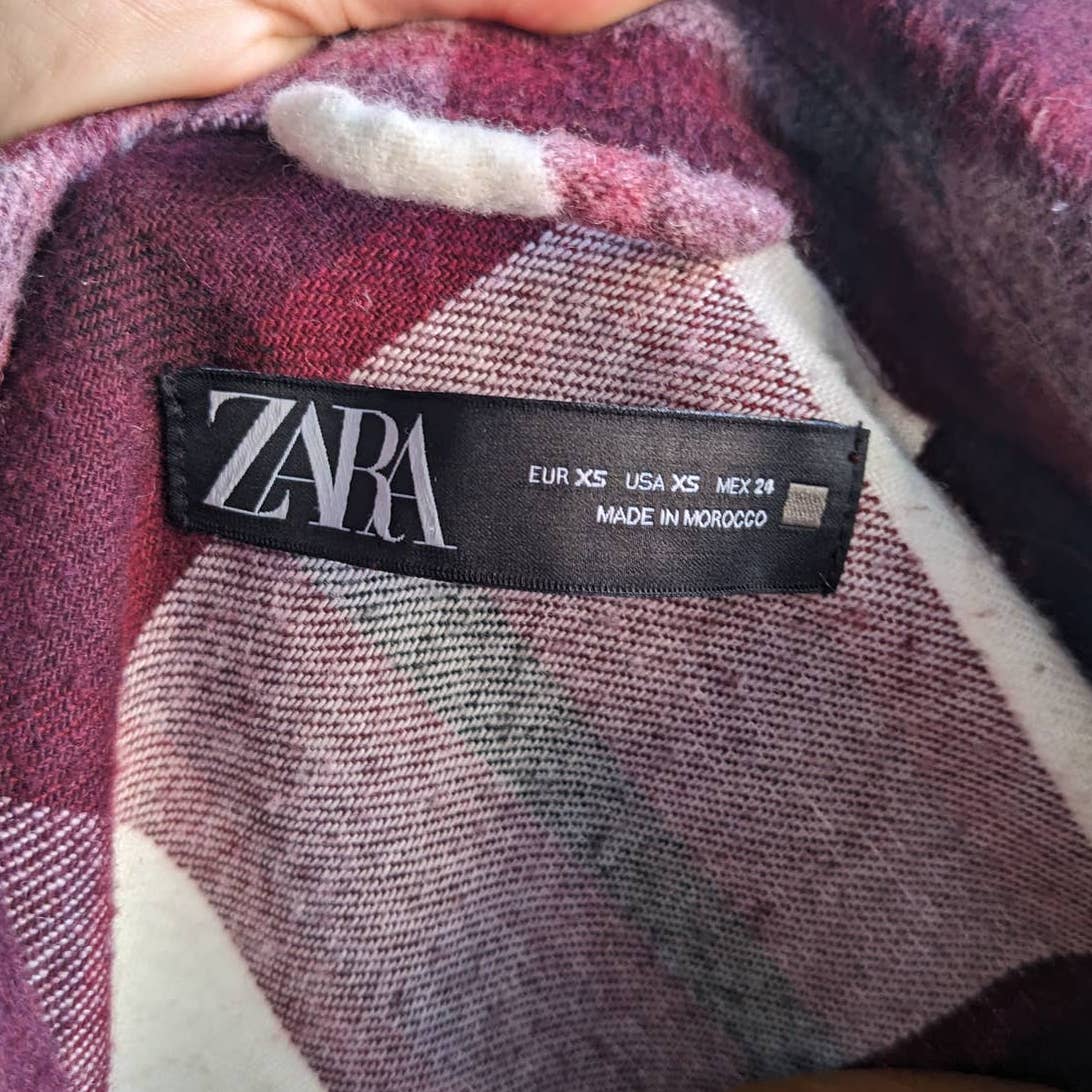 ZARA
EUR XS USA XS MEX 24
MADE IN MOROCCO